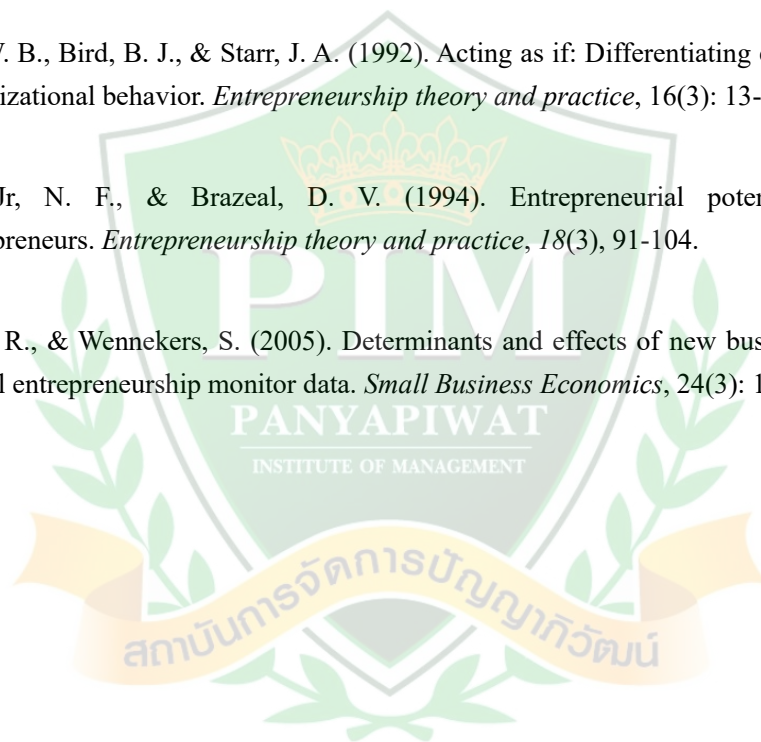 . B., Bird, B. J., & Starr, J. A. (1992). Acting as if: Differentiating
izational behavior. Entrepreneurship theory and practice, 16(3): 13-
Jr, N. F., & Brazeal, D. V. (1994). Entrepreneurial poten
preneurs. Entrepreneurship theory and practice, 18(3), 91-104.
R., & Wennekers, S. (2005). Determinants and effects of new bus
l entrepreneurship monitor data. Small Business Economics, 24(3): 1
PIM
PANYAPIWAT
INSTITUTE OF MANAGEMENT
สถาบันการจัดการปัญญาภิวัฒน์